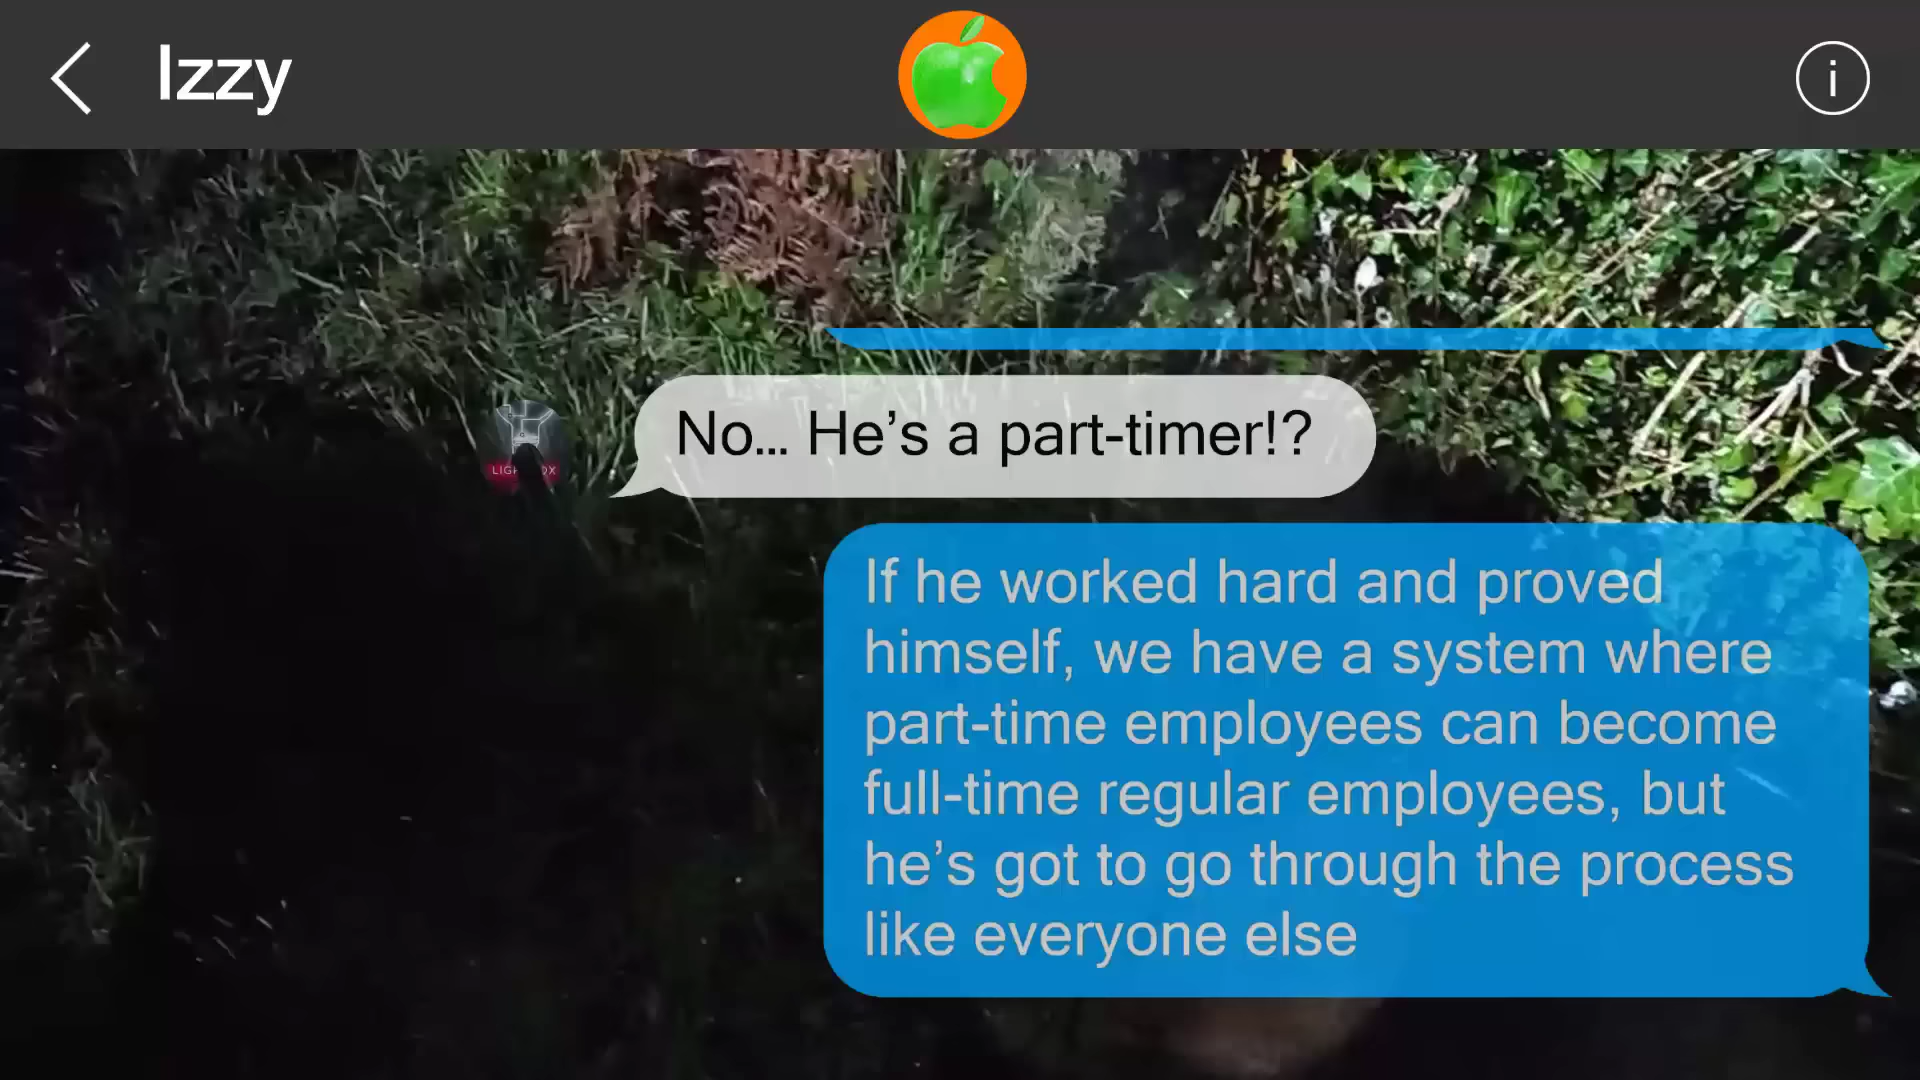 Izzy
i
No... He's a part-timer!?
If he worked hard and proved
himself, we have a system where
part-time employees can become
full-time regular employees, but
he's got to go through the process
like everyone else